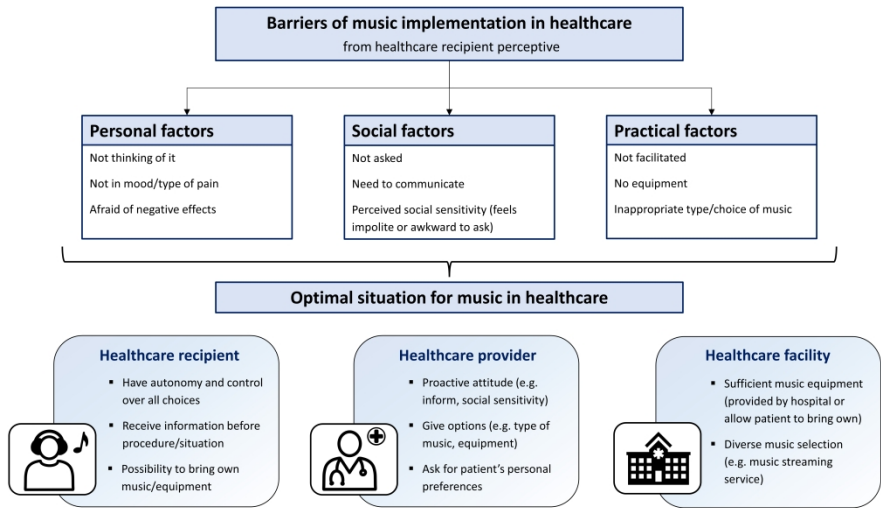 Barriers of music implementation in healthcare
from healthcare recipient perceptive
Personal factors
Not thinking of it
Not in mood/type of pain
Afraid of negative effects
Social factors
Not asked
Need to communicate
Perceived social sensitivity (feels
impolite or awkward to ask)
Practical factors
Not facilitated
No equipment
Inappropriate type/choice of music
Optimal situation for music in healthcare
Healthcare recipient
▪ Have autonomy and control
over all choices
▪ Receive information before
procedure/situation
▪ Possibility to bring own
music/equipment
Healthcare provider
▪ Proactive attitude (e.g.
inform, social sensitivity)
▪ Give options (e.g. type of
music, equipment)
▪ Ask for patient's personal
preferences
Healthcare facility
▪ Sufficient music equipment
(provided by hospital or
allow patient to bring own)
▪ Diverse music selection
(e.g. music streaming
service)